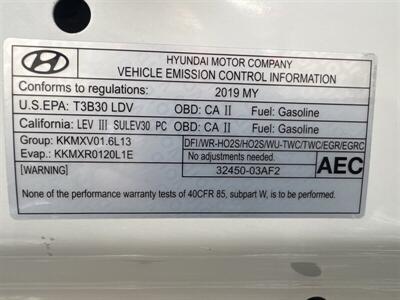 HYUNDAI MOTOR COMPANY
VEHICLE EMISSION CONTROL INFORMATION
Conforms to regulations: 2019 MY
U.S.EPA: T3B30 LDV OBD: CA II Fuel: Gasoline
California: LEV III SULEV30 PC OBD: CA II Fuel: Gasoline
Group: KKMXV01.6L13 DFI/WR-HO2S/HO2S/WU-TWC/TWC/EGR/EGRC
Evap.: KKMXR0120L1E No adjustments needed. AEC
[WARNING] 32450-03AF2
None of the performance warranty tests of 40CFR 85, subpart W, is to be performed.